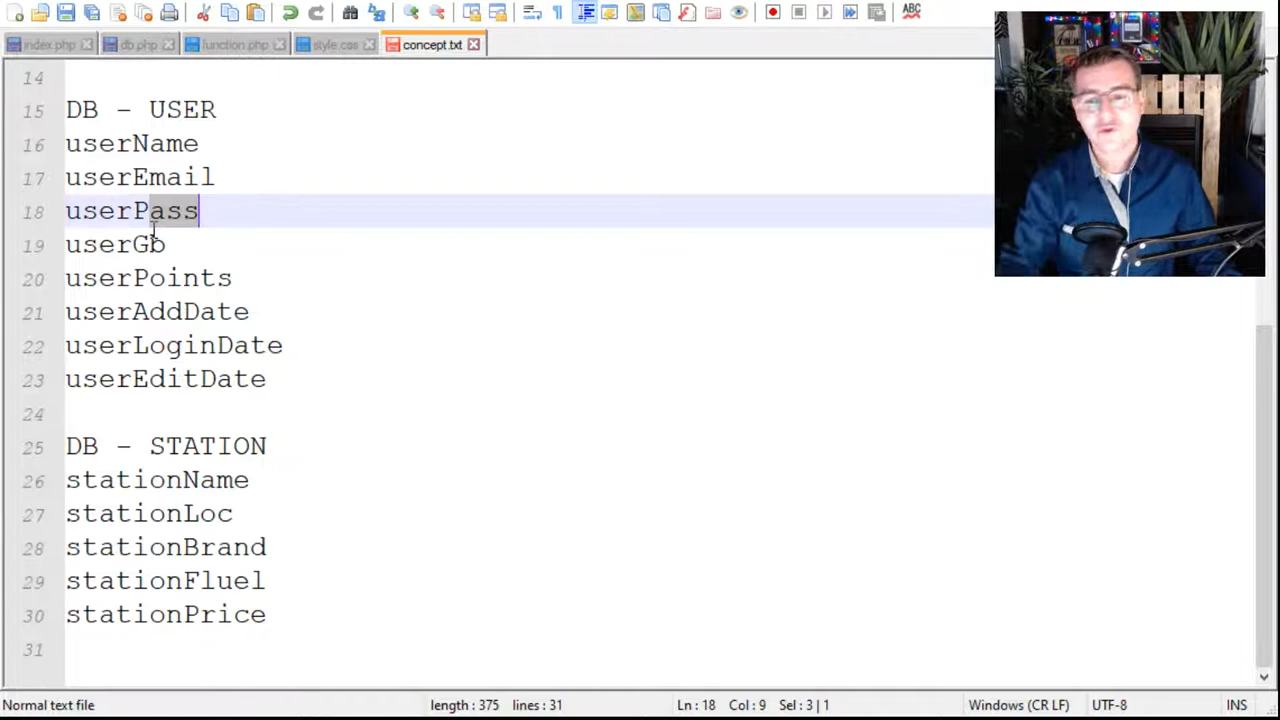 index.php db.php function.php style.css concept.txt
14
15 DB - USER
16 userName
17 userEmail
18 userPass
19 userGb
20 userPoints
21 userAddDate
22 userLoginDate
23 userEditDate
24
25 DB - STATION
26 stationName
27 stationLoc
28 stationBrand
29 stationFluel
30 stationPrice
31
Normal text file length : 375 lines : 31 Ln : 18 Col : 9 Sel : 3 | 1 Windows (CR LF) UTF-8 INS